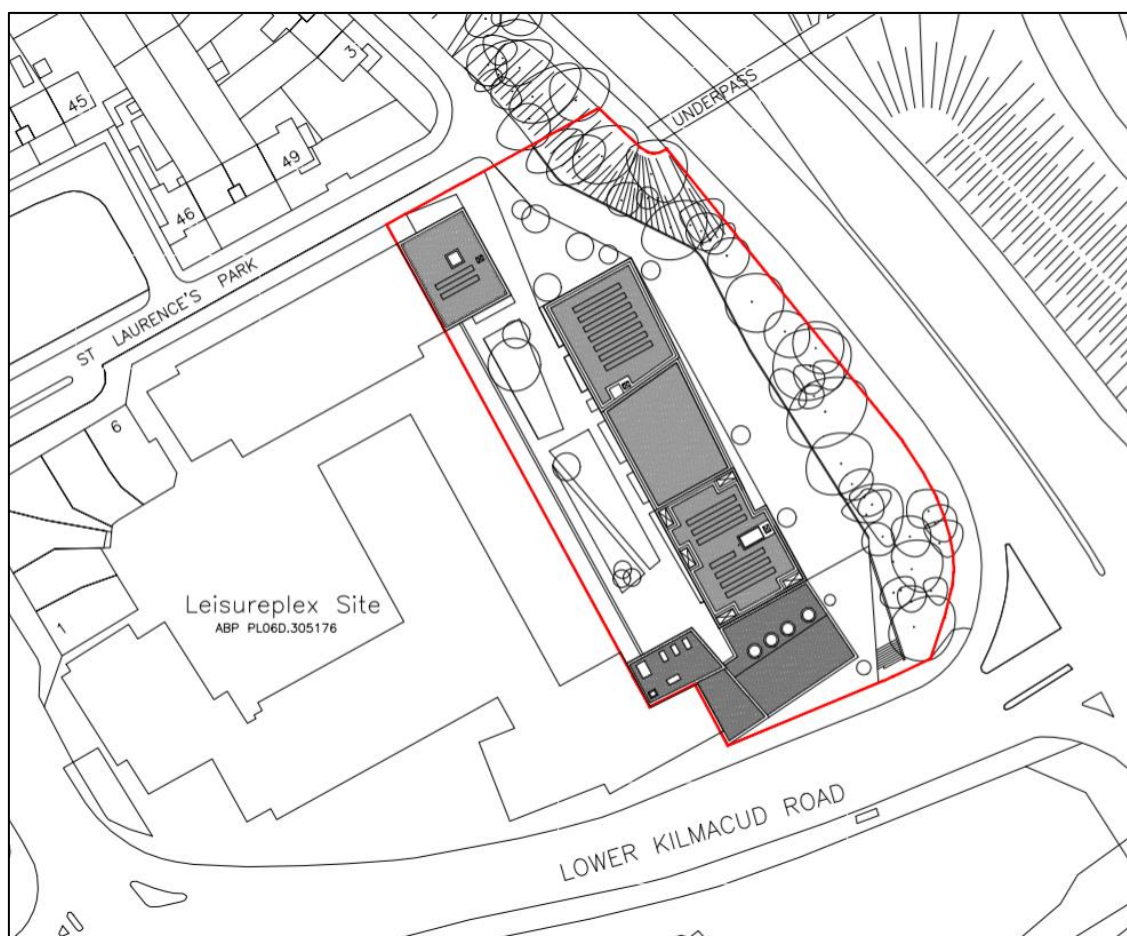 3
45
UNDERPASS
49
46
ST LAURENCE'S PARK
6
Leisureplex Site
ABP PL06D.305176
1
LOWER KILMACUD ROAD